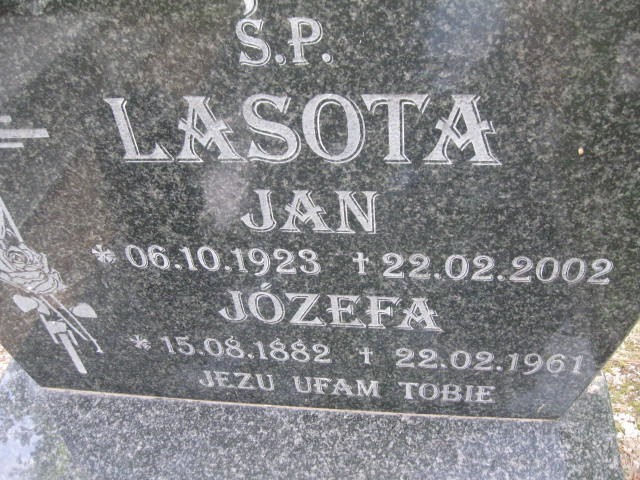 Ś.P.
LASOTA
JAN
* 06.10.1923 † 22.02.2002
JÓZEFA
* 15.08.1882 † 22.02.1961
JEZU UFAM TOBIE